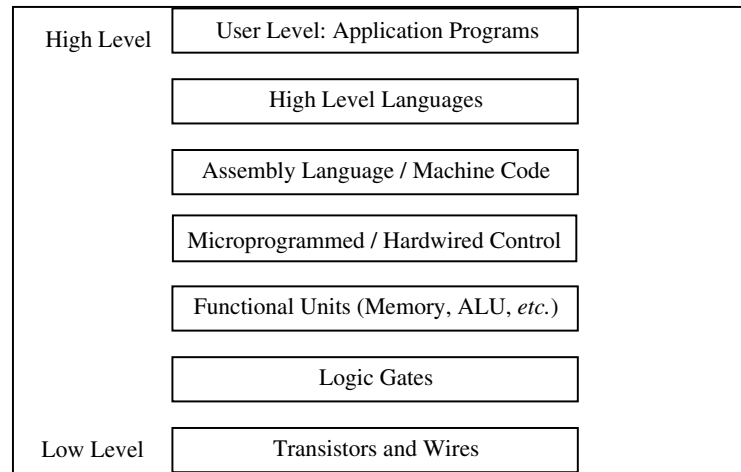 High Level
User Level: Application Programs
High Level Languages
Assembly Language / Machine Code
Microprogrammed / Hardwired Control
Functional Units (Memory, ALU, etc.)
Logic Gates
Low Level
Transistors and Wires